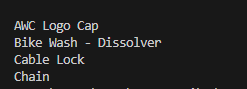 AWC Logo Cap
Bike Wash - Dissolver
Cable Lock
Chain